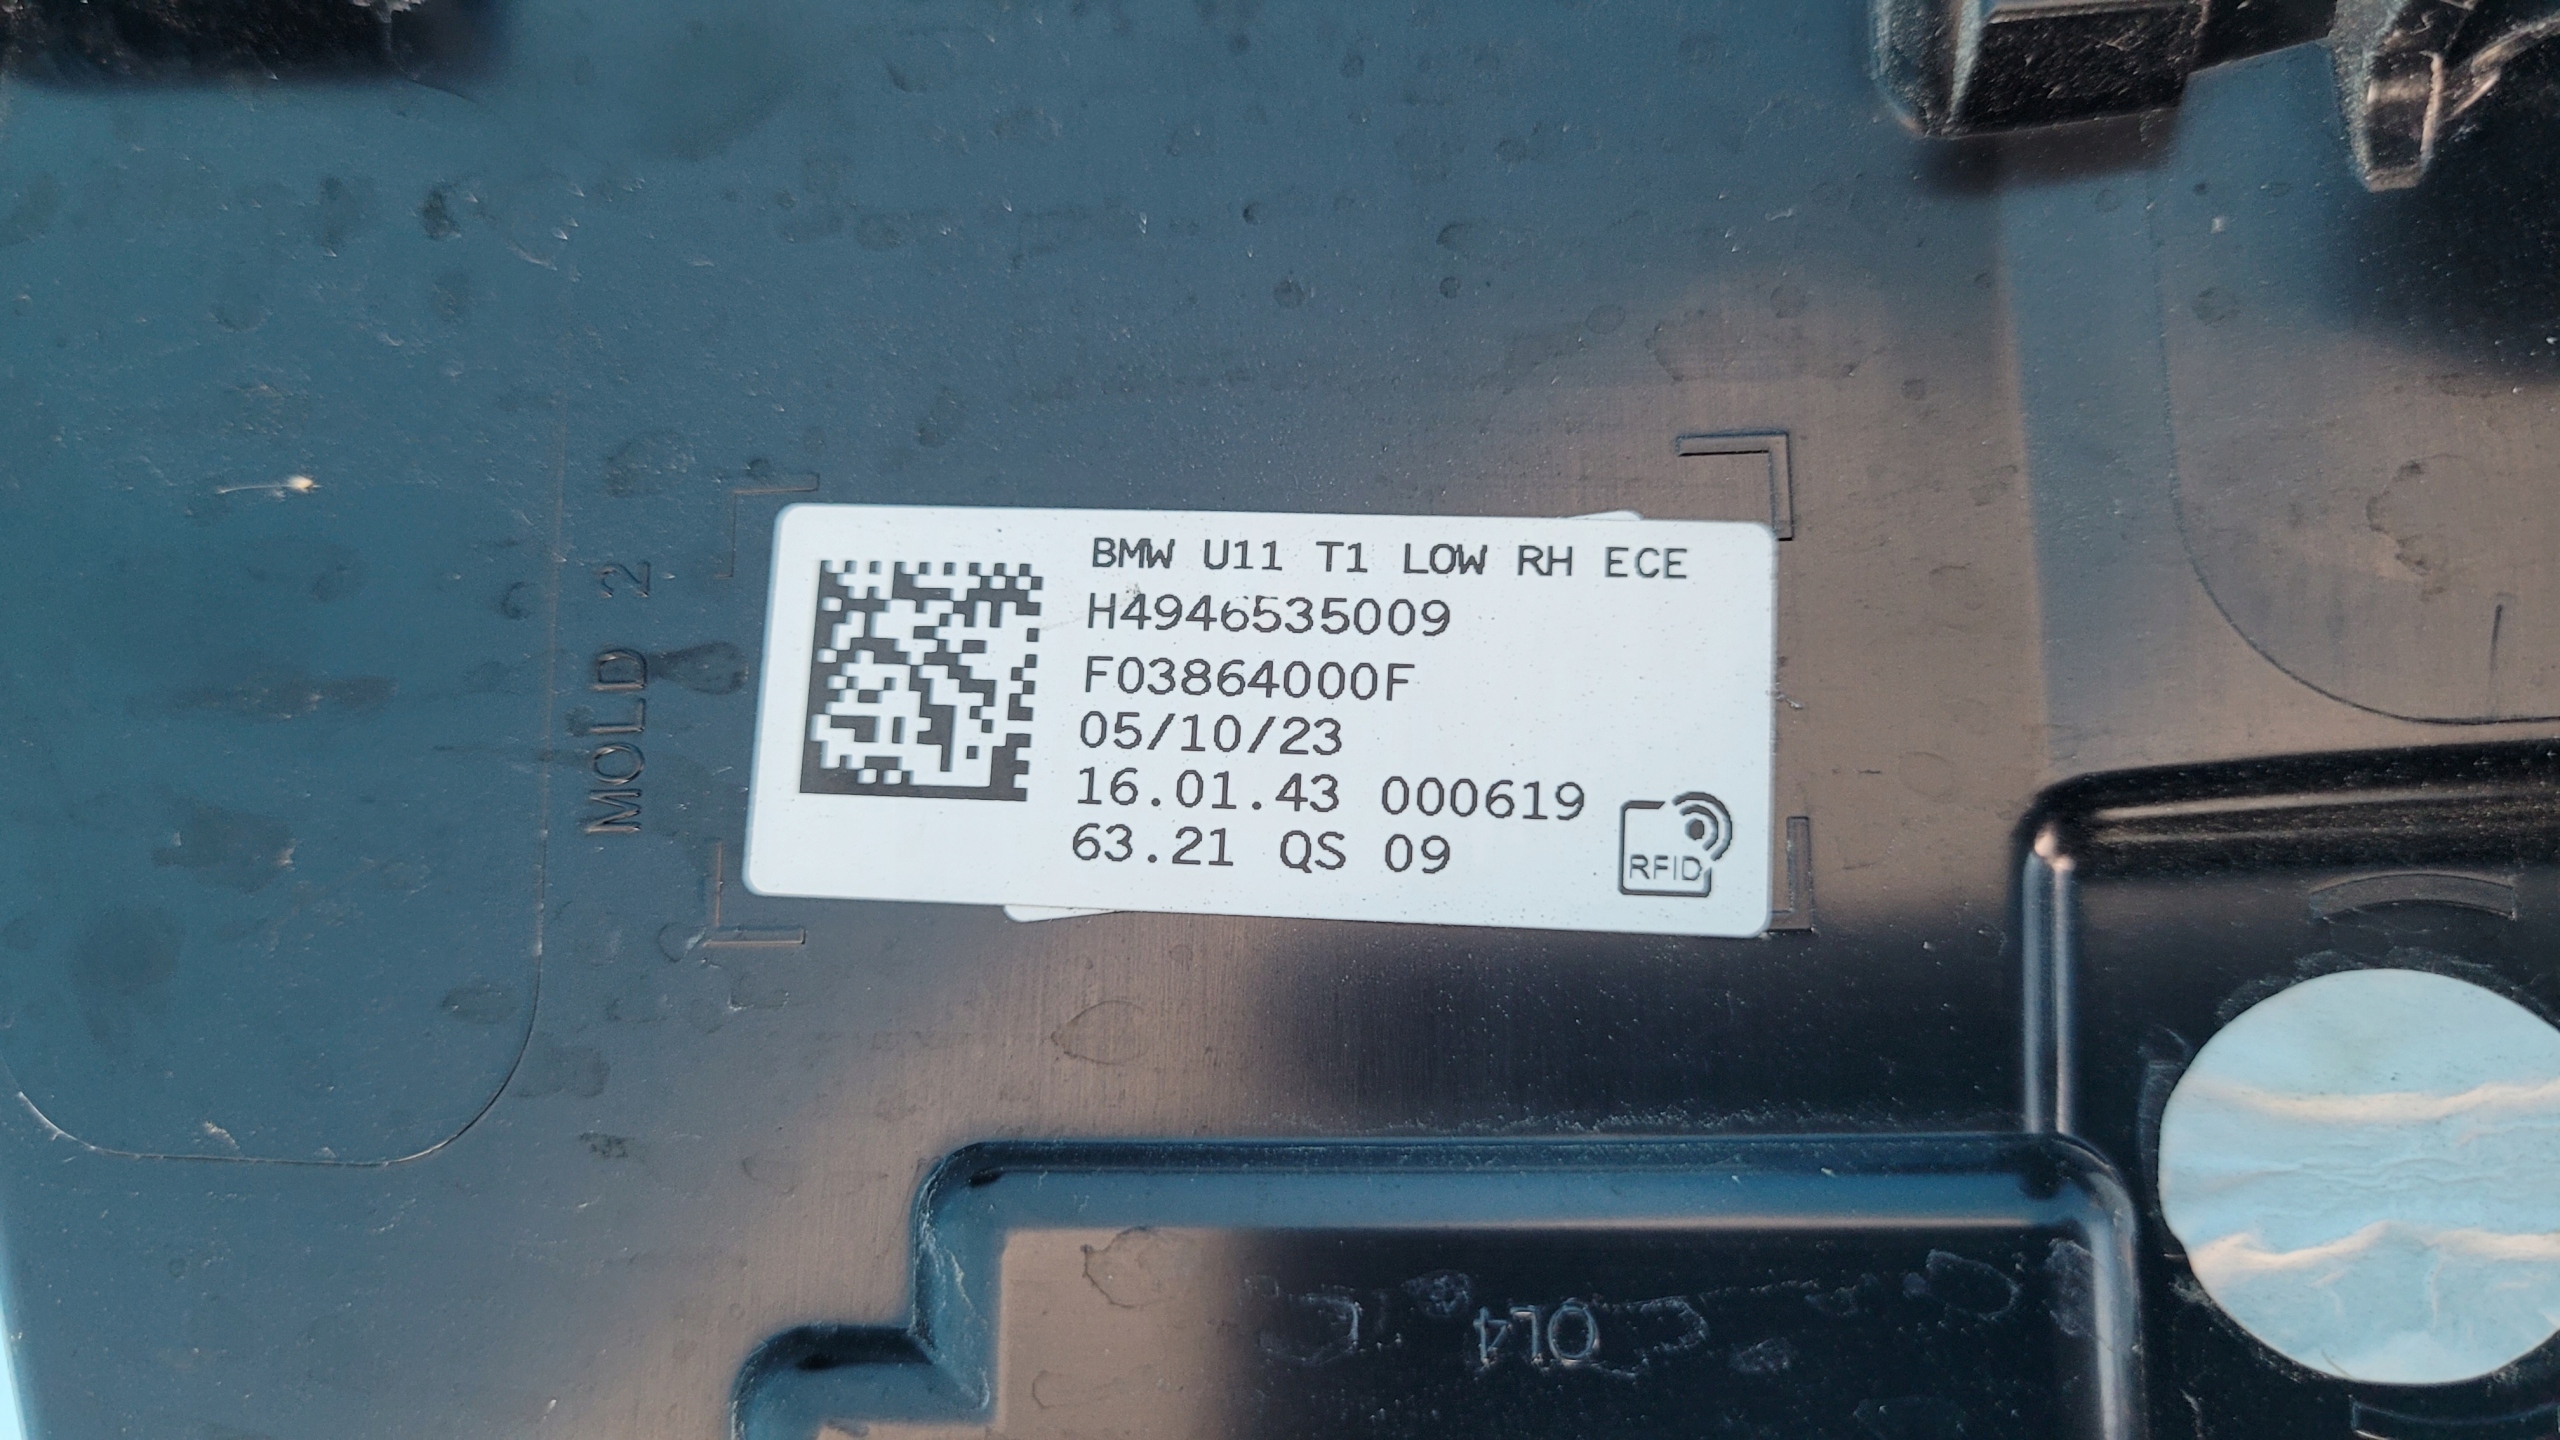 BMW U11 T1 LOW RH ECE
H4946535009
F03864000F
05/10/23
16.01.43 000619
63.21 QS 09
RFID
MOLD 2
OL4